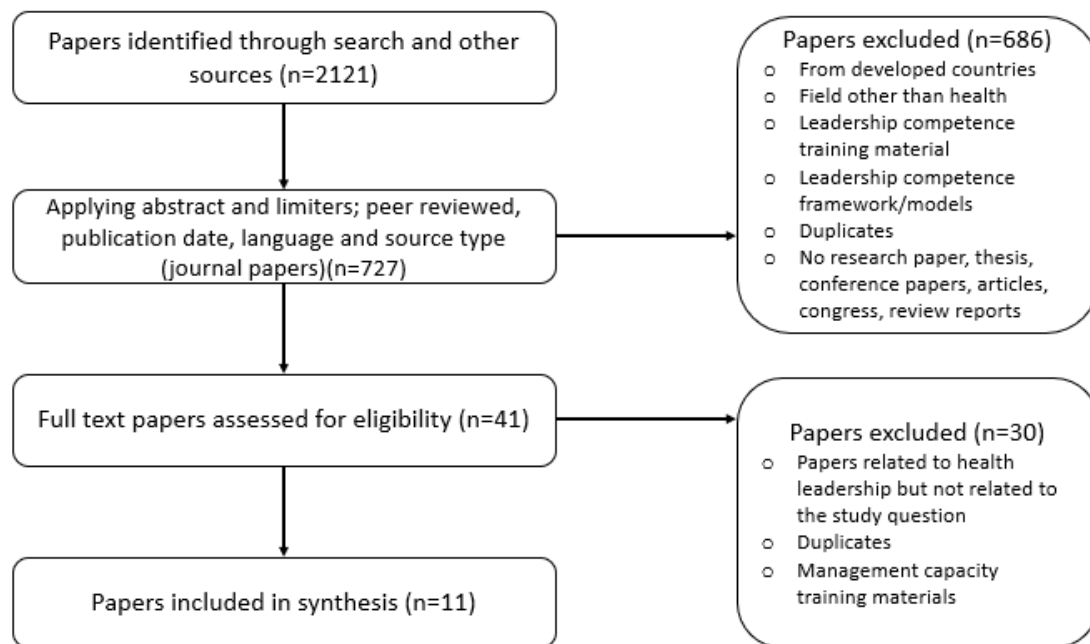 Papers identified through search and other
sources (n=2121)
Papers excluded (n=686)
o From developed countries
o Field other than health
o Leadership competence
training material
o Leadership competence
framework/models
o Duplicates
o No research paper, thesis,
conference papers, articles,
congress, review reports
Applying abstract and limiters; peer reviewed,
publication date, language and source type
(journal papers)(n=727)
Full text papers assessed for eligibility (n=41)
Papers excluded (n=30)
o Papers related to health
leadership but not related to
the study question
o Duplicates
o Management capacity
training materials
Papers included in synthesis (n=11)